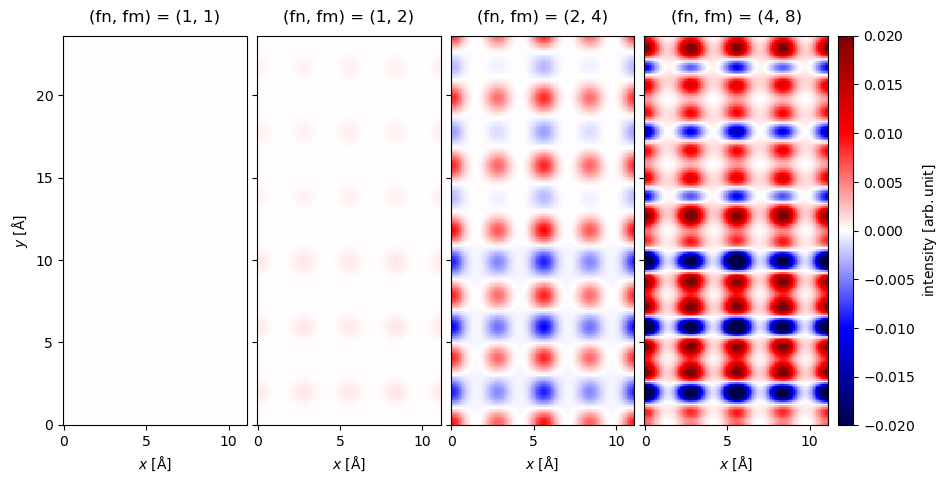 (fn, fm) = (1, 1)
(fn, fm) = (1, 2)
(fn, fm) = (2, 4)
(fn, fm) = (4, 8)
20
15
10
5
0
y [Å]
0 5 10
0 5 10
0 5 10
0 5 10
x [Å]
x [Å]
x [Å]
x [Å]
0.020
0.015
0.010
0.005
0.000
−0.005
−0.010
−0.015
−0.020
intensity [arb. unit]